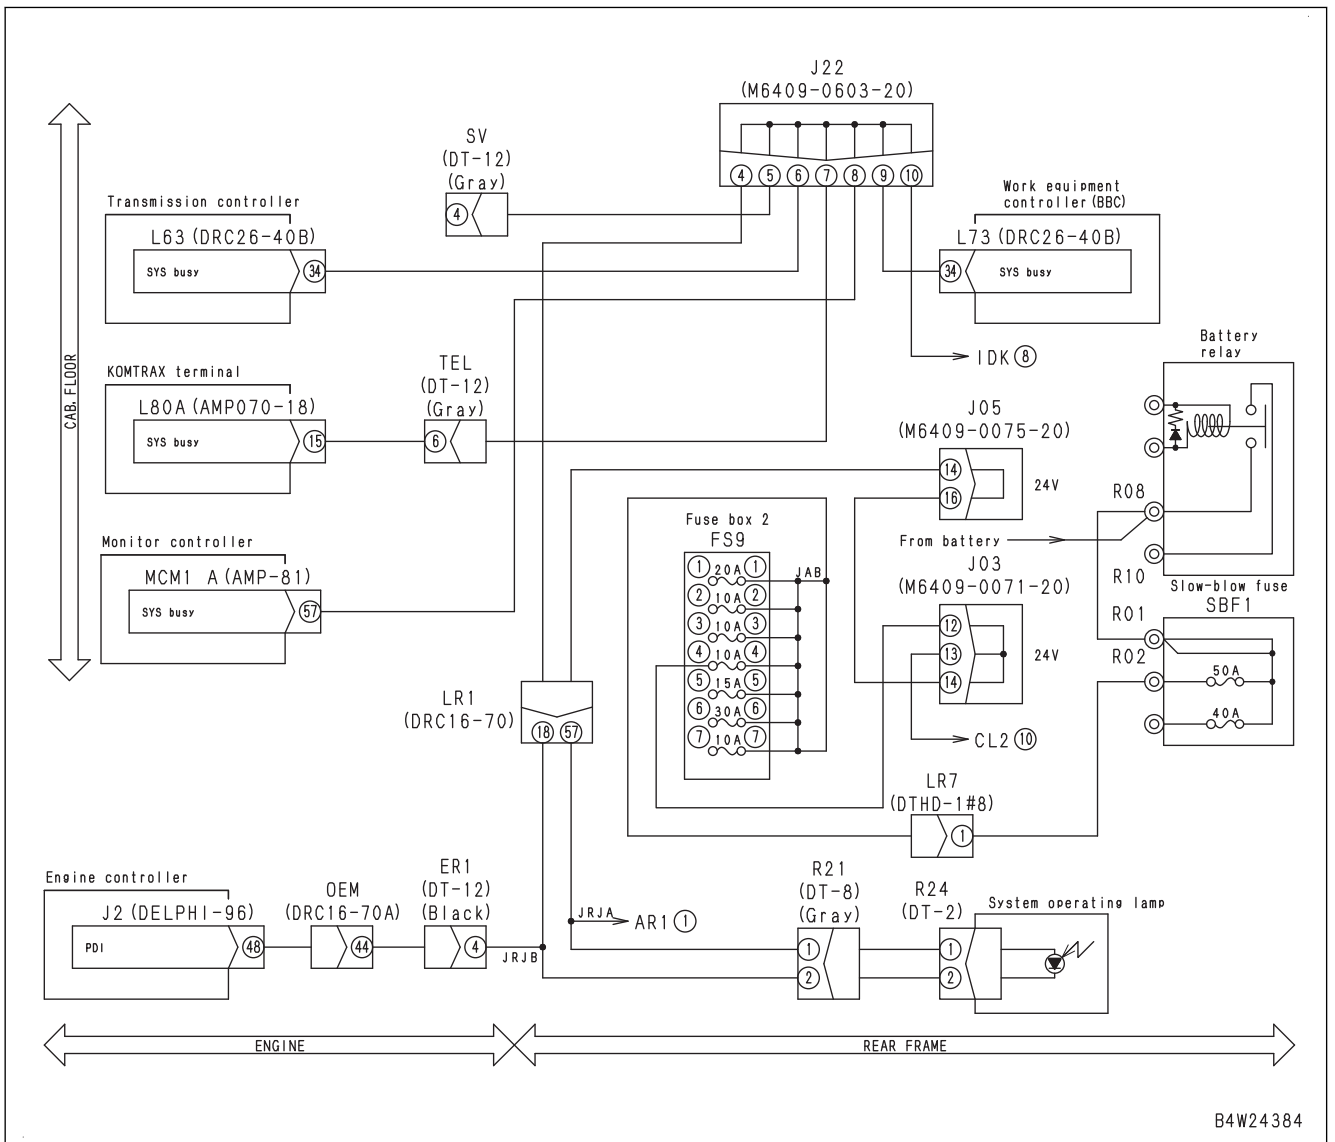 J22
(M6409-0603-20)
SV
(DT-12)
(Gray)
4
4 5 6 7 8 9 10
Transmission controller
L63 (DRC26-40B)
SYS busy
34
Work equipment
controller (BBC)
L73 (DRC26-40B)
34
SYS busy
IDK 8
CAB, FLOOR
KOMTRAX terminal
L80A (AMP070-18)
SYS busy
15
TEL
(DT-12)
(Gray)
6
Battery
relay
R08
R10
J05
(M6409-0075-20)
14
16
24V
From battery
Monitor controller
MCM1 A (AMP-81)
SYS busy
57
Fuse box 2
FS9
1 20A 1
2 10A 2
3 10A 3
4 10A 4
5 15A 5
6 30A 6
7 10A 7
JAB
J03
(M6409-0071-20)
12
13
14
24V
CL2 10
Slow-blow fuse
SBF1
R01
R02
50A
40A
LR1
(DRC16-70)
18 57
LR7
(DTHD-1#8)
1
Engine controller
J2 (DELPHI-96)
PDI
48
OEM
(DRC16-70A)
44
ER1
(DT-12)
(Black)
4
JRJB
JRJA
AR1 1
R21
(DT-8)
(Gray)
1
2
R24
(DT-2)
1
2
System operating lamp
ENGINE
REAR FRAME
B4W24384